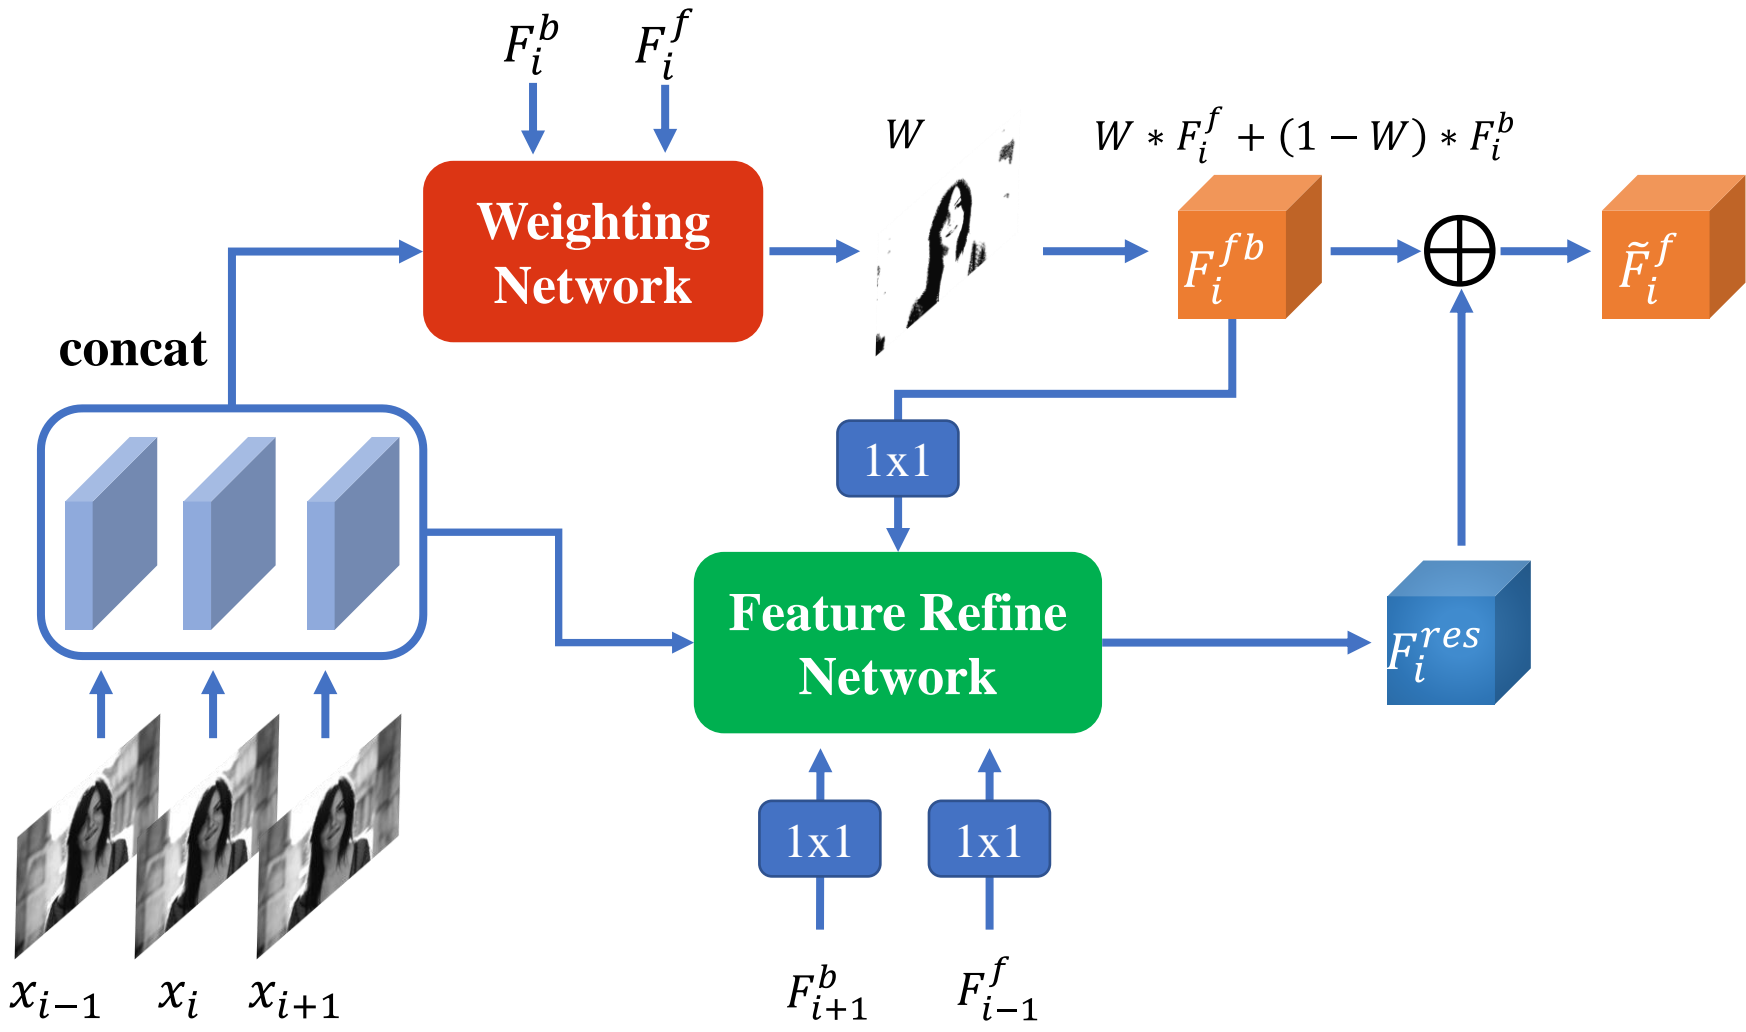 F_i^b
F_i^f
W
W * F_i^f + (1 − W) * F_i^b
Weighting
Network
F_i^{fb}
F̃_i^f
concat
1x1
Feature Refine
Network
F_i^{res}
1x1
1x1
x_{i−1}
x_i
x_{i+1}
F_{i+1}^b
F_{i−1}^f